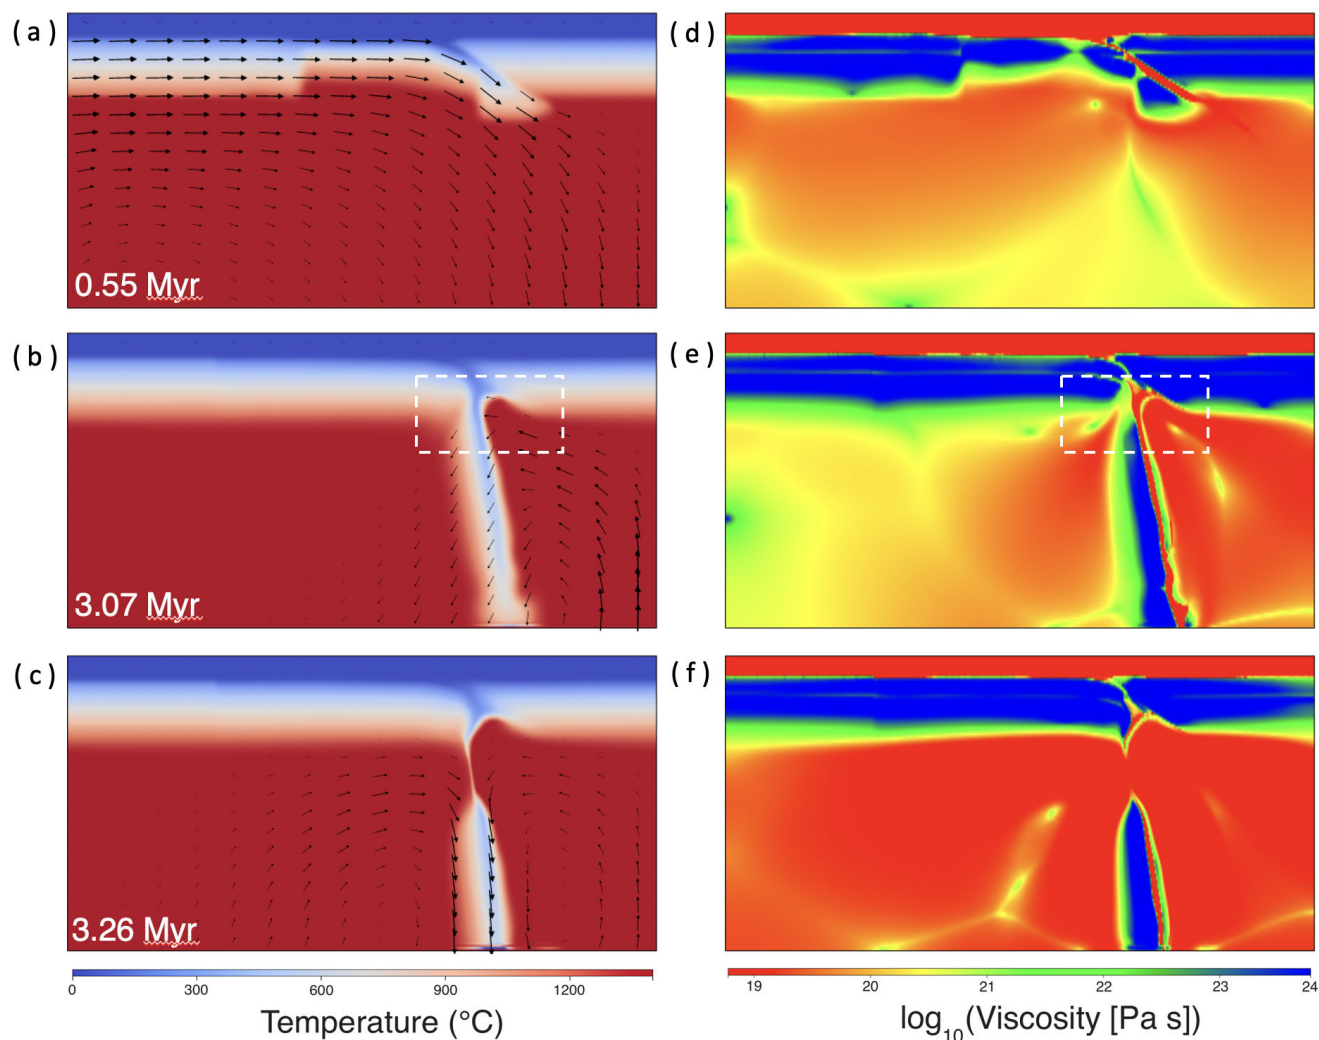 (a)
(d)
0.55 Myr
(b)
(e)
3.07 Myr
(c)
(f)
3.26 Myr
0 300 600 900 1200
19 20 21 22 23 24
Temperature (°C)
log10(Viscosity [Pa s])